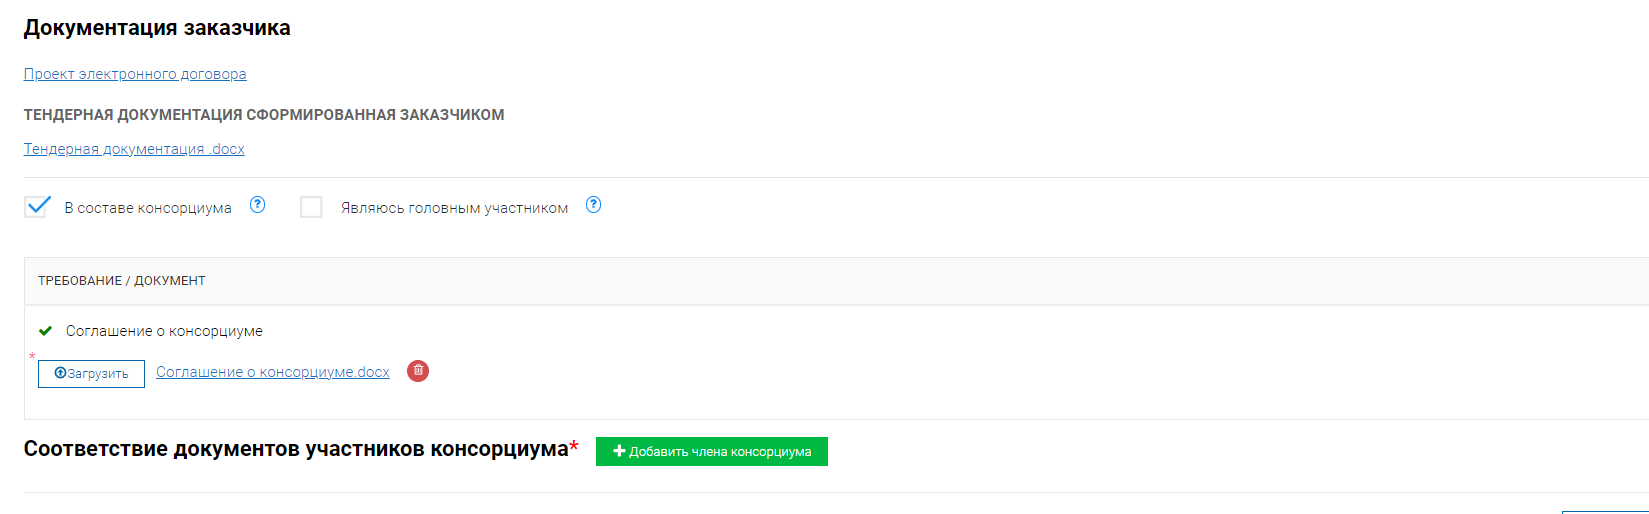 Документация заказчика
Проект электронного договора
ТЕНДЕРНАЯ ДОКУМЕНТАЦИЯ СФОРМИРОВАННАЯ ЗАКАЗЧИКОМ
Тендерная документация .docx
В составе консорциума ? Являюсь головным участником ?
ТРЕБОВАНИЕ / ДОКУМЕНТ
Соглашение о консорциуме
* Загрузить Соглашение о консорциуме.docx
Соответствие документов участников консорциума* + Добавить члена консорциума